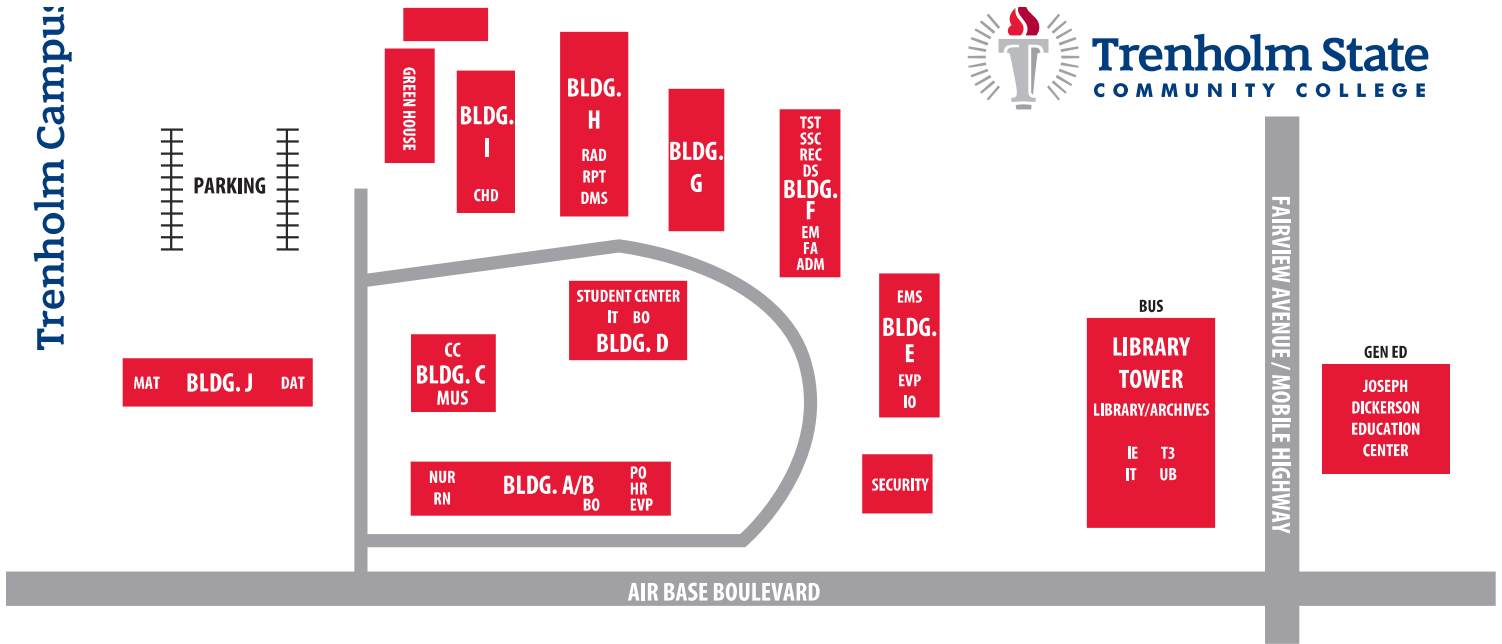 Trenholm Campus
Trenholm State
COMMUNITY COLLEGE
PARKING
GREEN HOUSE
BLDG.
I
CHD
BLDG.
H
RAD
RPT
DMS
BLDG.
G
TST
SSC
REC
DS
BLDG.
F
EM
FA
ADM
STUDENT CENTER
IT BO
BLDG. D
CC
BLDG. C
MUS
MAT BLDG. J DAT
EMS
BLDG.
E
EVP
IO
NUR
RN
BLDG. A/B
BO
PO
HR
EVP
SECURITY
BUS
LIBRARY
TOWER
LIBRARY/ARCHIVES
IE T3
IT UB
FAIRVIEW AVENUE / MOBILE HIGHWAY
GEN ED
JOSEPH
DICKERSON
EDUCATION
CENTER
AIR BASE BOULEVARD